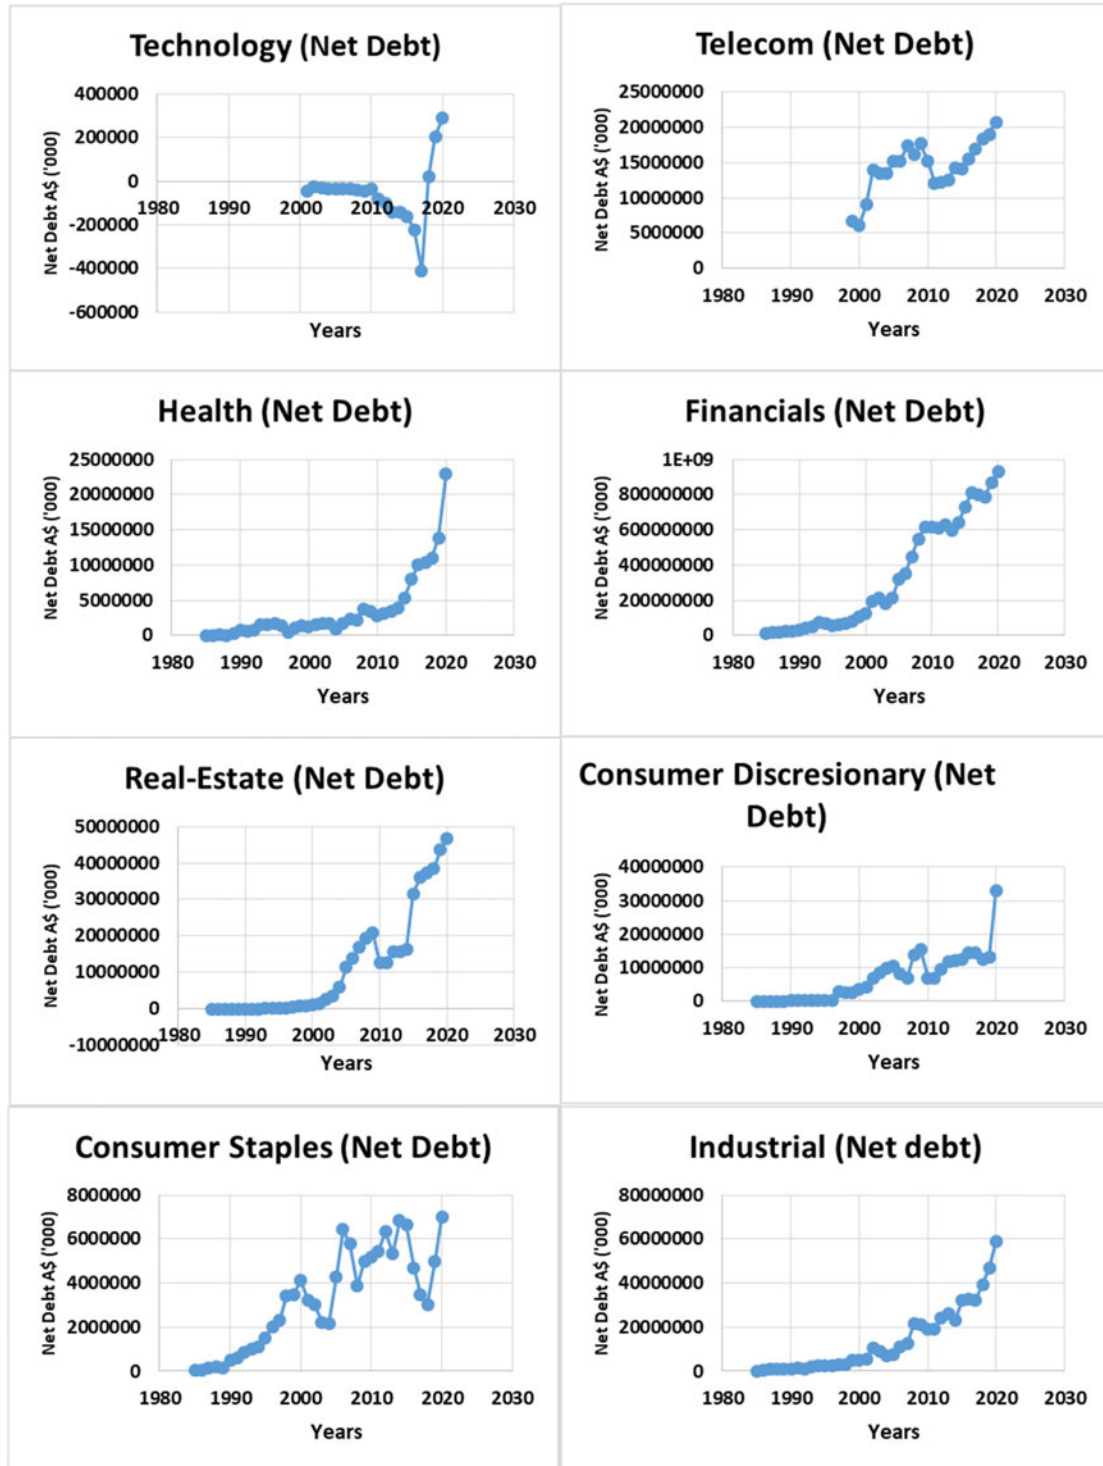 Technology (Net Debt)
Net Debt A$ ('000)
400000
200000
0
-200000
-400000
-600000
1980 1990 2000 2010 2020 2030
Years
Telecom (Net Debt)
Net Debt A$ ('000)
25000000
20000000
15000000
10000000
5000000
0
1980 1990 2000 2010 2020 2030
Years
Health (Net Debt)
Net Debt A$ ('000)
25000000
20000000
15000000
10000000
5000000
0
1980 1990 2000 2010 2020 2030
Years
Financials (Net Debt)
Net Debt A$ ('000)
1E+09
800000000
600000000
400000000
200000000
0
1980 1990 2000 2010 2020 2030
Years
Real-Estate (Net Debt)
Net Debt A$ ('000)
50000000
40000000
30000000
20000000
10000000
0
-10000000
1980 1990 2000 2010 2020 2030
Years
Consumer Discresionary (Net
Debt)
Net Debt A$ ('000)
40000000
30000000
20000000
10000000
0
1980 1990 2000 2010 2020 2030
Years
Consumer Staples (Net Debt)
Net Debt A$ ('000)
8000000
6000000
4000000
2000000
0
1980 1990 2000 2010 2020 2030
Years
Industrial (Net debt)
Net Debt A$ ('000)
80000000
60000000
40000000
20000000
0
1980 1990 2000 2010 2020 2030
Years